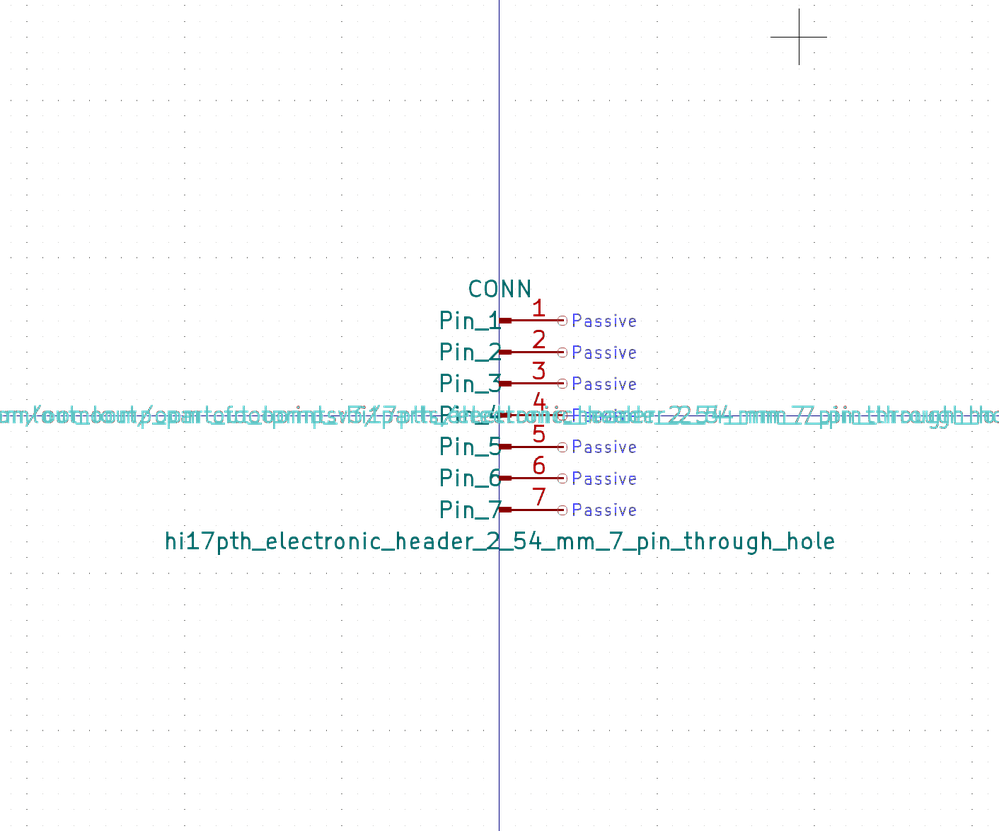 CONN
1
Pin_1 Passive
2
Pin_2 Passive
3
Pin_3 Passive
4
Pin_4
5
Pin_5 Passive
6
Pin_6 Passive
7
Pin_7 Passive
hi17pth_electronic_header_2_54_mm_7_pin_through_hole